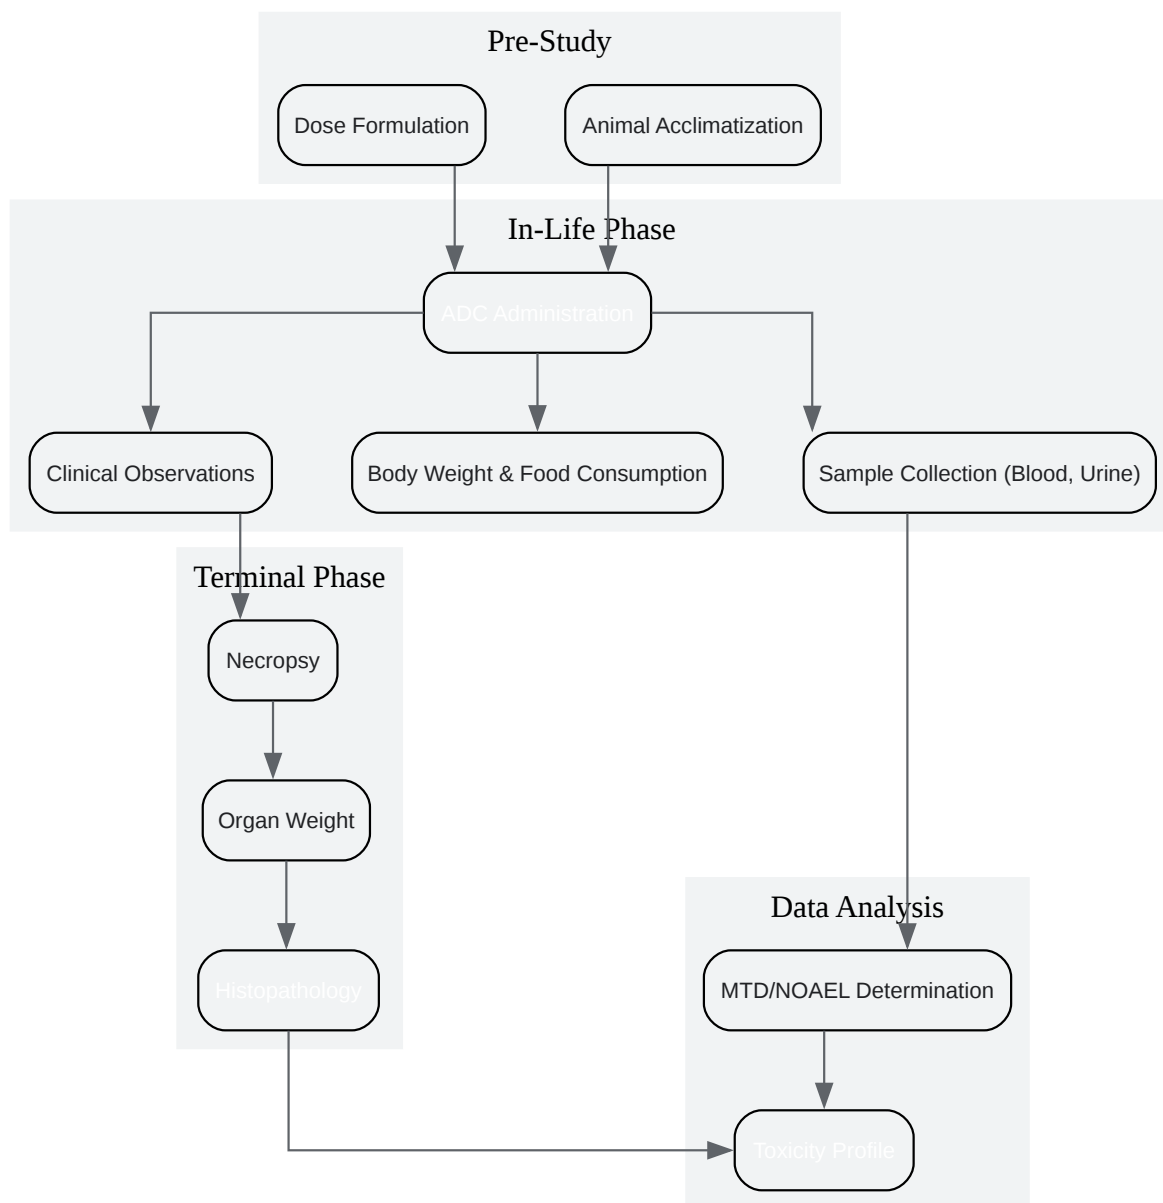 Pre-Study
Dose Formulation
Animal Acclimatization
In-Life Phase
ADC Administration
Clinical Observations
Body Weight & Food Consumption
Sample Collection (Blood, Urine)
Terminal Phase
Necropsy
Organ Weight
Histopathology
Data Analysis
MTD/NOAEL Determination
Toxicity Profile